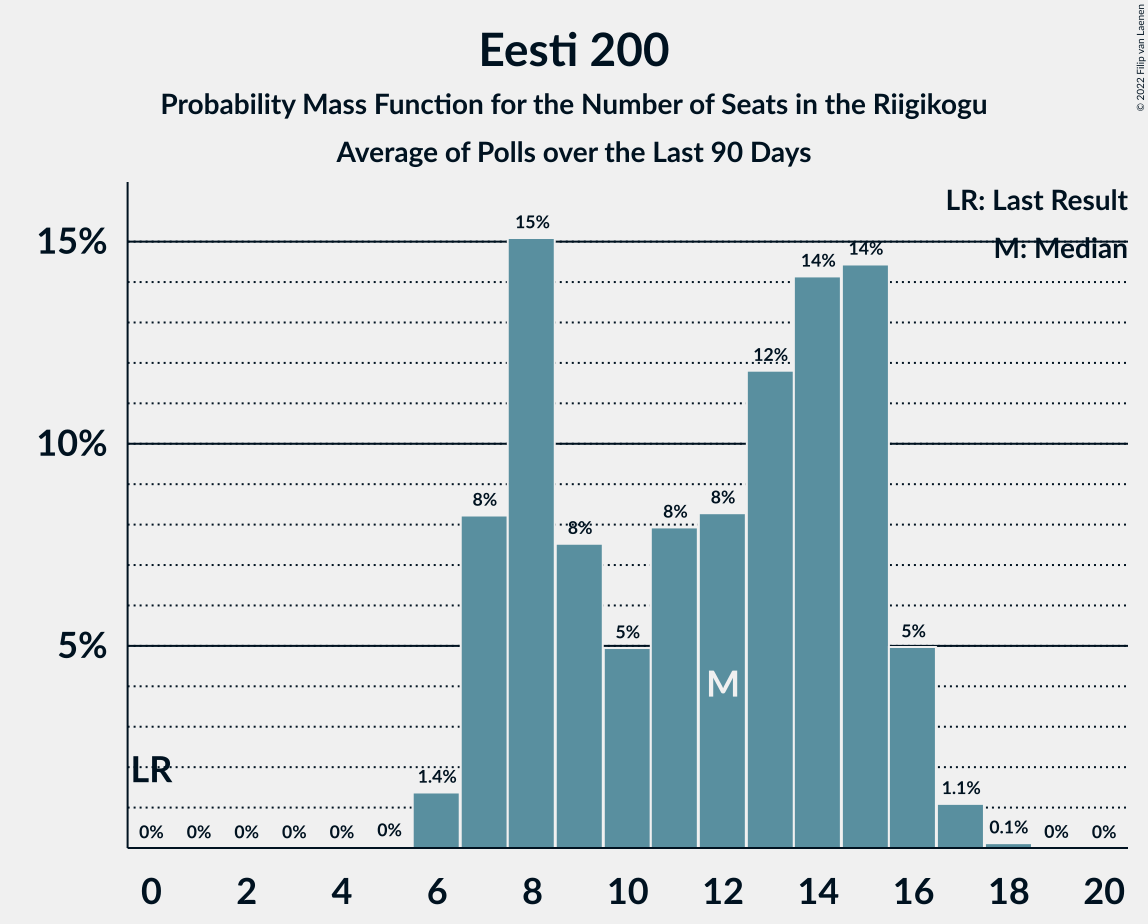 Eesti 200
Probability Mass Function for the Number of Seats in the Riigikogu
Average of Polls over the Last 90 Days
© 2022 Filip van Laenen
LR: Last Result
M: Median
15%
10%
5%
0% 0% 0% 0% 0% 0% 1.4% 8% 15% 8% 5% 8% 8% 12% 14% 14% 5% 1.1% 0.1% 0% 0%
LR
M
0 2 4 6 8 10 12 14 16 18 20